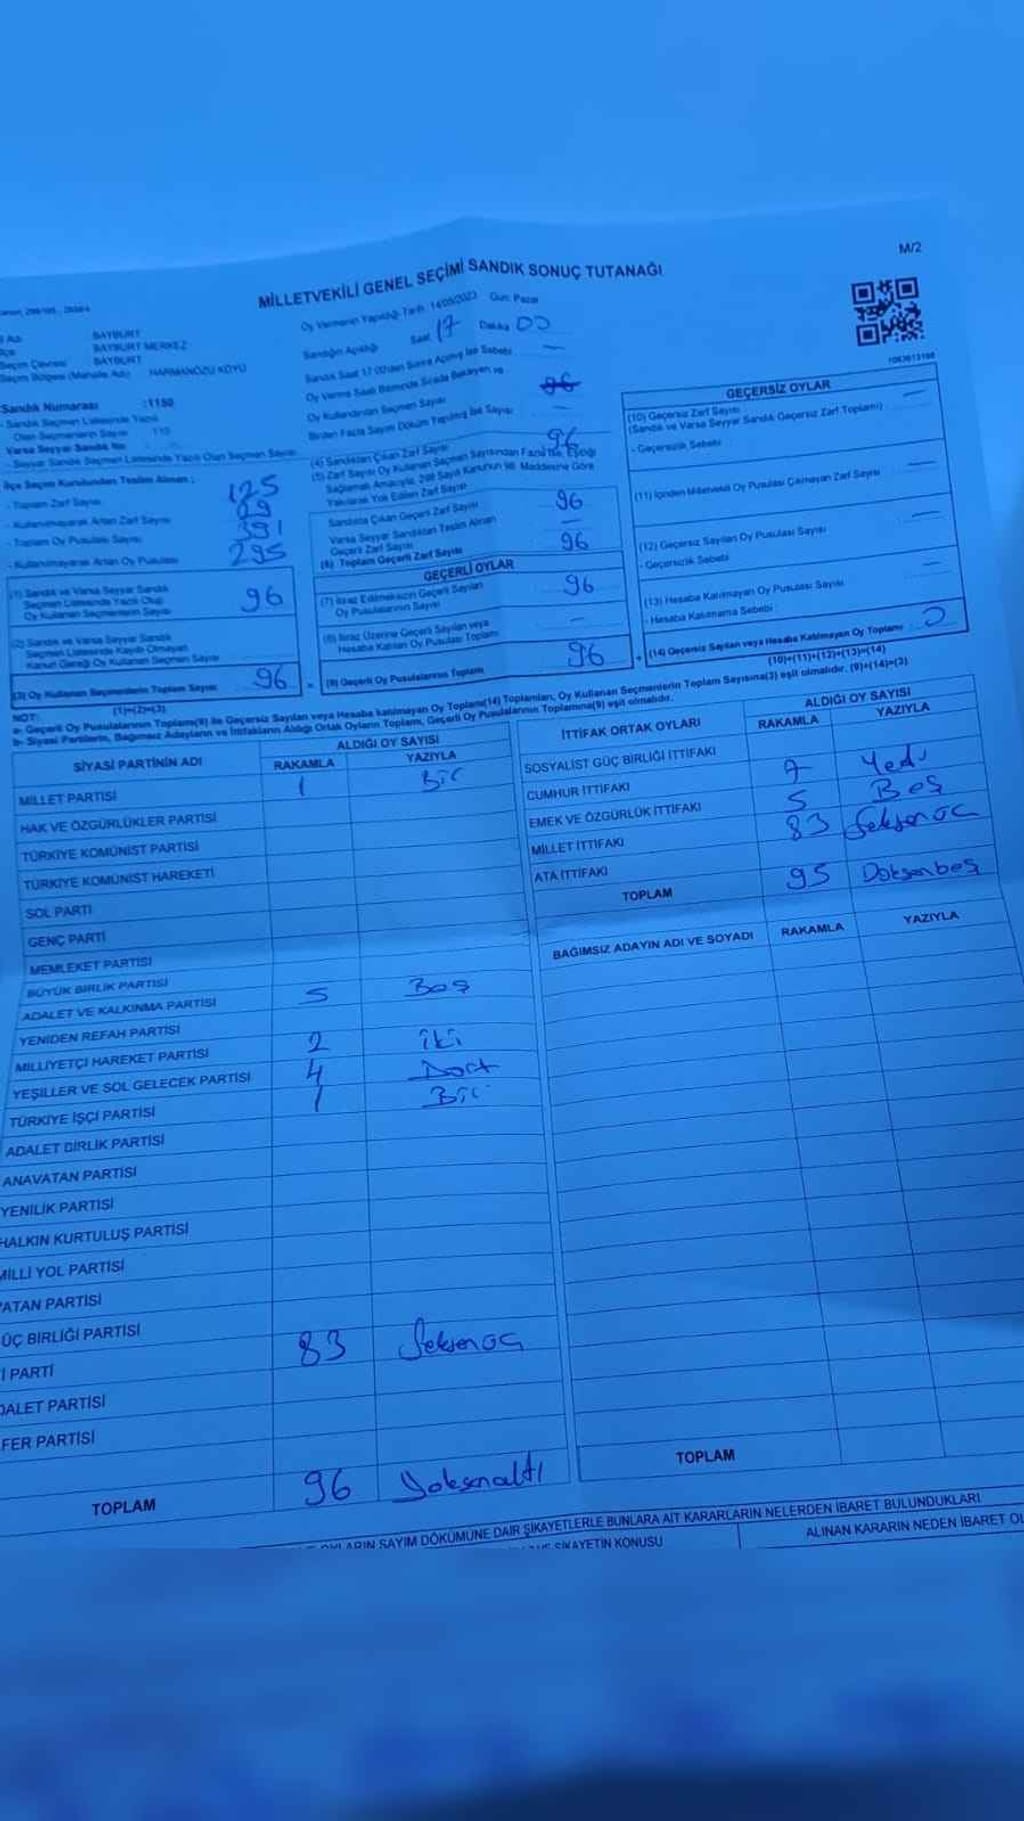 M/2
MİLLETVEKİLİ GENEL SEÇİMİ SANDIK SONUÇ TUTANAĞI
Oy Vermenin Yapıldığı Tarih : 14/05/2023 Gün: Pazar
BAYBURT
BAYBURT MERKEZ
BAYBURT
Seçim Bölgesi (Mahalle Adı) HARMANÖZÜ KÖYÜ
Sandığın Açıldığı Saat 17 Dakika 00
Sandık Saat 17:00'den Sonra Açılmış İse Sebebi —
Oy Verme Saati Bitiminde Sırada Bekleyen ve
Oy Kullandırılan Seçmen Sayısı 96
Birden Fazla Sayım Döküm Yapılmış İse Sayısı —
Sandık Numarası :1150
- Sandık Seçmen Listesinde Yazılı
Olan Seçmenlerin Sayısı 110
Varsa Seyyar Sandık No
- Seyyar Sandık Seçmen Listesinde Yazılı Olan Seçmen Sayısı
İlçe Seçim Kurulundan Teslim Alınan ;
- Toplam Zarf Sayısı 125
- Kullanılmayarak Artan Zarf Sayısı 29
- Toplam Oy Pusulası Sayısı 391
- Kullanılmayarak Artan Oy Pusulası 295
(1) Sandık ve Varsa Seyyar Sandık
Seçmen Listesinde Yazılı Olup
Oy Kullanan Seçmenlerin Sayısı 96
(2) Sandık ve Varsa Seyyar Sandık
Seçmen Listesinde Kayıtlı Olmayan
Kanun Gereği Oy Kullanan Seçmen Sayısı
(3) Oy Kullanan Seçmenlerin Toplam Sayısı 96
(1)+(2)=(3)
(4) Sandıktan Çıkan Zarf Sayısı 96
(5) Zarf Sayısı Oy Kullanan Seçmen Sayısından Fazla İse, Eşitliği
Sağlamak Amacıyla, 298 Sayılı Kanunun 98. Maddesine Göre
Yakılarak Yok Edilen Zarf Sayısı
Sandıkta Çıkan Geçerli Zarf Sayısı 96
Varsa Seyyar Sandıktan Teslim Alınan
Geçerli Zarf Sayısı —
(6) Toplam Geçerli Zarf Sayısı 96
GEÇERLİ OYLAR
(7) İtiraz Edilmeksizin Geçerli Sayılan
Oy Pusulalarının Sayısı 96
(8) İtiraz Üzerine Geçerli Sayılan veya
Hesaba Katılan Oy Pusulası Toplamı —
= (9) Geçerli Oy Pusulalarının Toplamı 96
1063613166
GEÇERSİZ OYLAR
(10) Geçersiz Zarf Sayısı —
(Sandık ve Varsa Seyyar Sandık Geçersiz Zarf Toplamı)
- Geçersizlik Sebebi
(11) İçinden Milletvekili Oy Pusulası Çıkmayan Zarf Sayısı —
(12) Geçersiz Sayılan Oy Pusulası Sayısı —
- Geçersizlik Sebebi
(13) Hesaba Katılmayan Oy Pusulası Sayısı —
- Hesaba Katılmama Sebebi
+ (14) Geçersiz Sayılan veya Hesaba Katılmayan Oy Toplamı 0
(10)+(11)+(12)+(13)=(14)
NOT:
a- Geçerli Oy Pusulalarının Toplamı(9) ile Geçersiz Sayılan veya Hesaba katılmayan Oy Toplamı(14) Toplamları, Oy Kullanan Seçmenlerin Toplam Sayısına(3) eşit olmalıdır. (9)+(14)=(3)
b- Siyasi Partilerin, Bağımsız Adayların ve İttifakların Aldığı Ortak Oyların Toplamı, Geçerli Oy Pusulalarının Toplamına(9) eşit olmalıdır.
SİYASİ PARTİNİN ADI
ALDIĞI OY SAYISI
RAKAMLA YAZIYLA
MİLLET PARTİSİ 1 Bir
HAK VE ÖZGÜRLÜKLER PARTİSİ
TÜRKİYE KOMÜNİST PARTİSİ
TÜRKİYE KOMÜNİST HAREKETİ
SOL PARTİ
GENÇ PARTİ
MEMLEKET PARTİSİ
BÜYÜK BİRLİK PARTİSİ
ADALET VE KALKINMA PARTİSİ 5 Beş
YENİDEN REFAH PARTİSİ
MİLLİYETÇİ HAREKET PARTİSİ 2 iki
YEŞİLLER VE SOL GELECEK PARTİSİ 4 Dört
TÜRKİYE İŞÇİ PARTİSİ 1 Bir
ADALET BİRLİK PARTİSİ
ANAVATAN PARTİSİ
YENİLİK PARTİSİ
HALKIN KURTULUŞ PARTİSİ
MİLLİ YOL PARTİSİ
ATAN PARTİSİ
ÜÇ BİRLİĞİ PARTİSİ
İ PARTİ 83 Seksenüç
DALET PARTİSİ
FER PARTİSİ
TOPLAM 96 Doksanaltı
İTTİFAK ORTAK OYLARI
ALDIĞI OY SAYISI
RAKAMLA YAZIYLA
SOSYALİST GÜÇ BİRLİĞİ İTTİFAKI
CUMHUR İTTİFAKI 7 Yedi
EMEK VE ÖZGÜRLÜK İTTİFAKI 5 Beş
MİLLET İTTİFAKI 83 Seksenüç
ATA İTTİFAKI
TOPLAM 95 Doksanbeş
BAĞIMSIZ ADAYIN ADI VE SOYADI RAKAMLA YAZIYLA
TOPLAM
OYLARIN SAYIM DÖKÜMÜNE DAİR ŞİKAYETLERLE BUNLARA AİT KARARLARIN NELERDEN İBARET BULUNDUKLARI
ŞİKAYETİN KONUSU
ALINAN KARARIN NEDEN İBARET OL